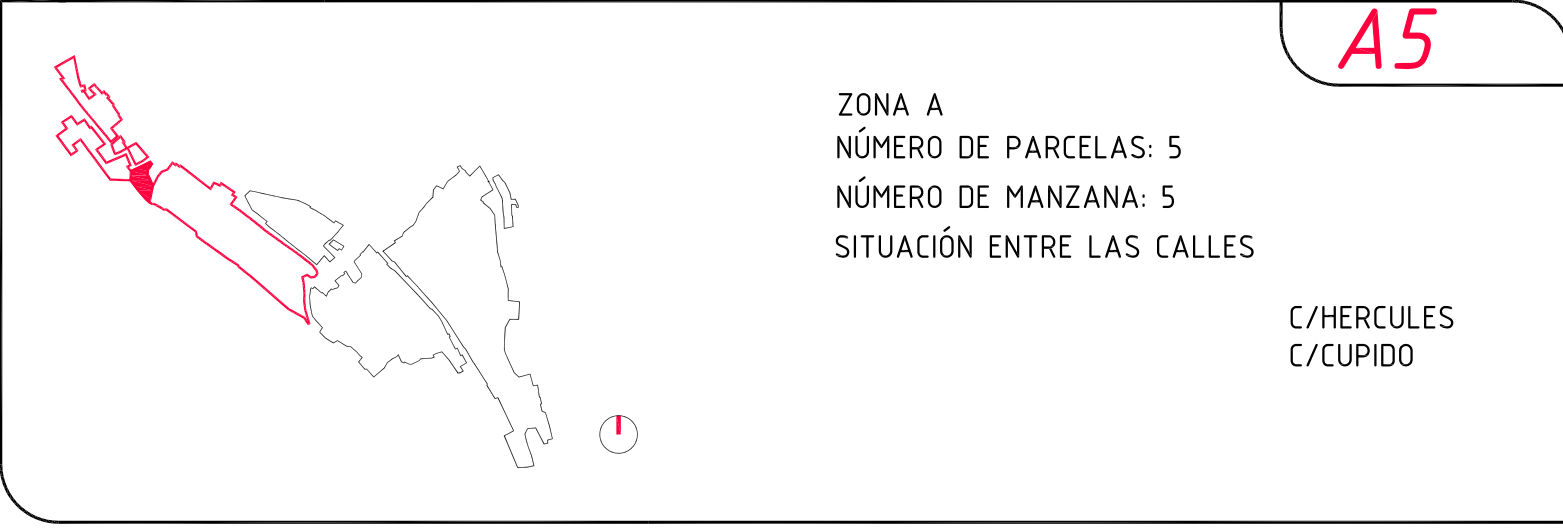 A5
ZONA A
NÚMERO DE PARCELAS: 5
NÚMERO DE MANZANA: 5
SITUACIÓN ENTRE LAS CALLES
C/HERCULES
C/CUPIDO